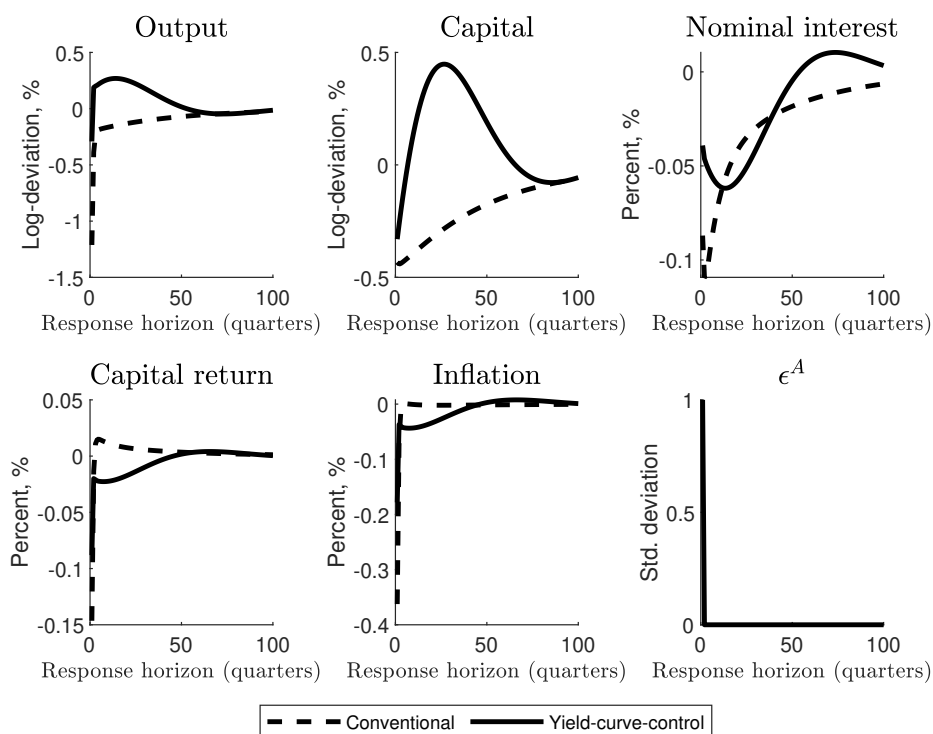 Output
Capital
Nominal interest
Log-deviation, %
0.5
0
-0.5
-1
-1.5
0
50
100
Response horizon (quarters)
Log-deviation, %
0.5
0
-0.5
0
50
100
Response horizon (quarters)
Percent, %
0
-0.05
-0.1
0
50
100
Response horizon (quarters)
Capital return
Inflation
ϵ^A
Percent, %
0.05
0
-0.05
-0.1
-0.15
0
50
100
Response horizon (quarters)
Percent, %
0
-0.1
-0.2
-0.3
-0.4
0
50
100
Response horizon (quarters)
Std. deviation
1
0.5
0
0
50
100
Response horizon (quarters)
Conventional
Yield-curve-control